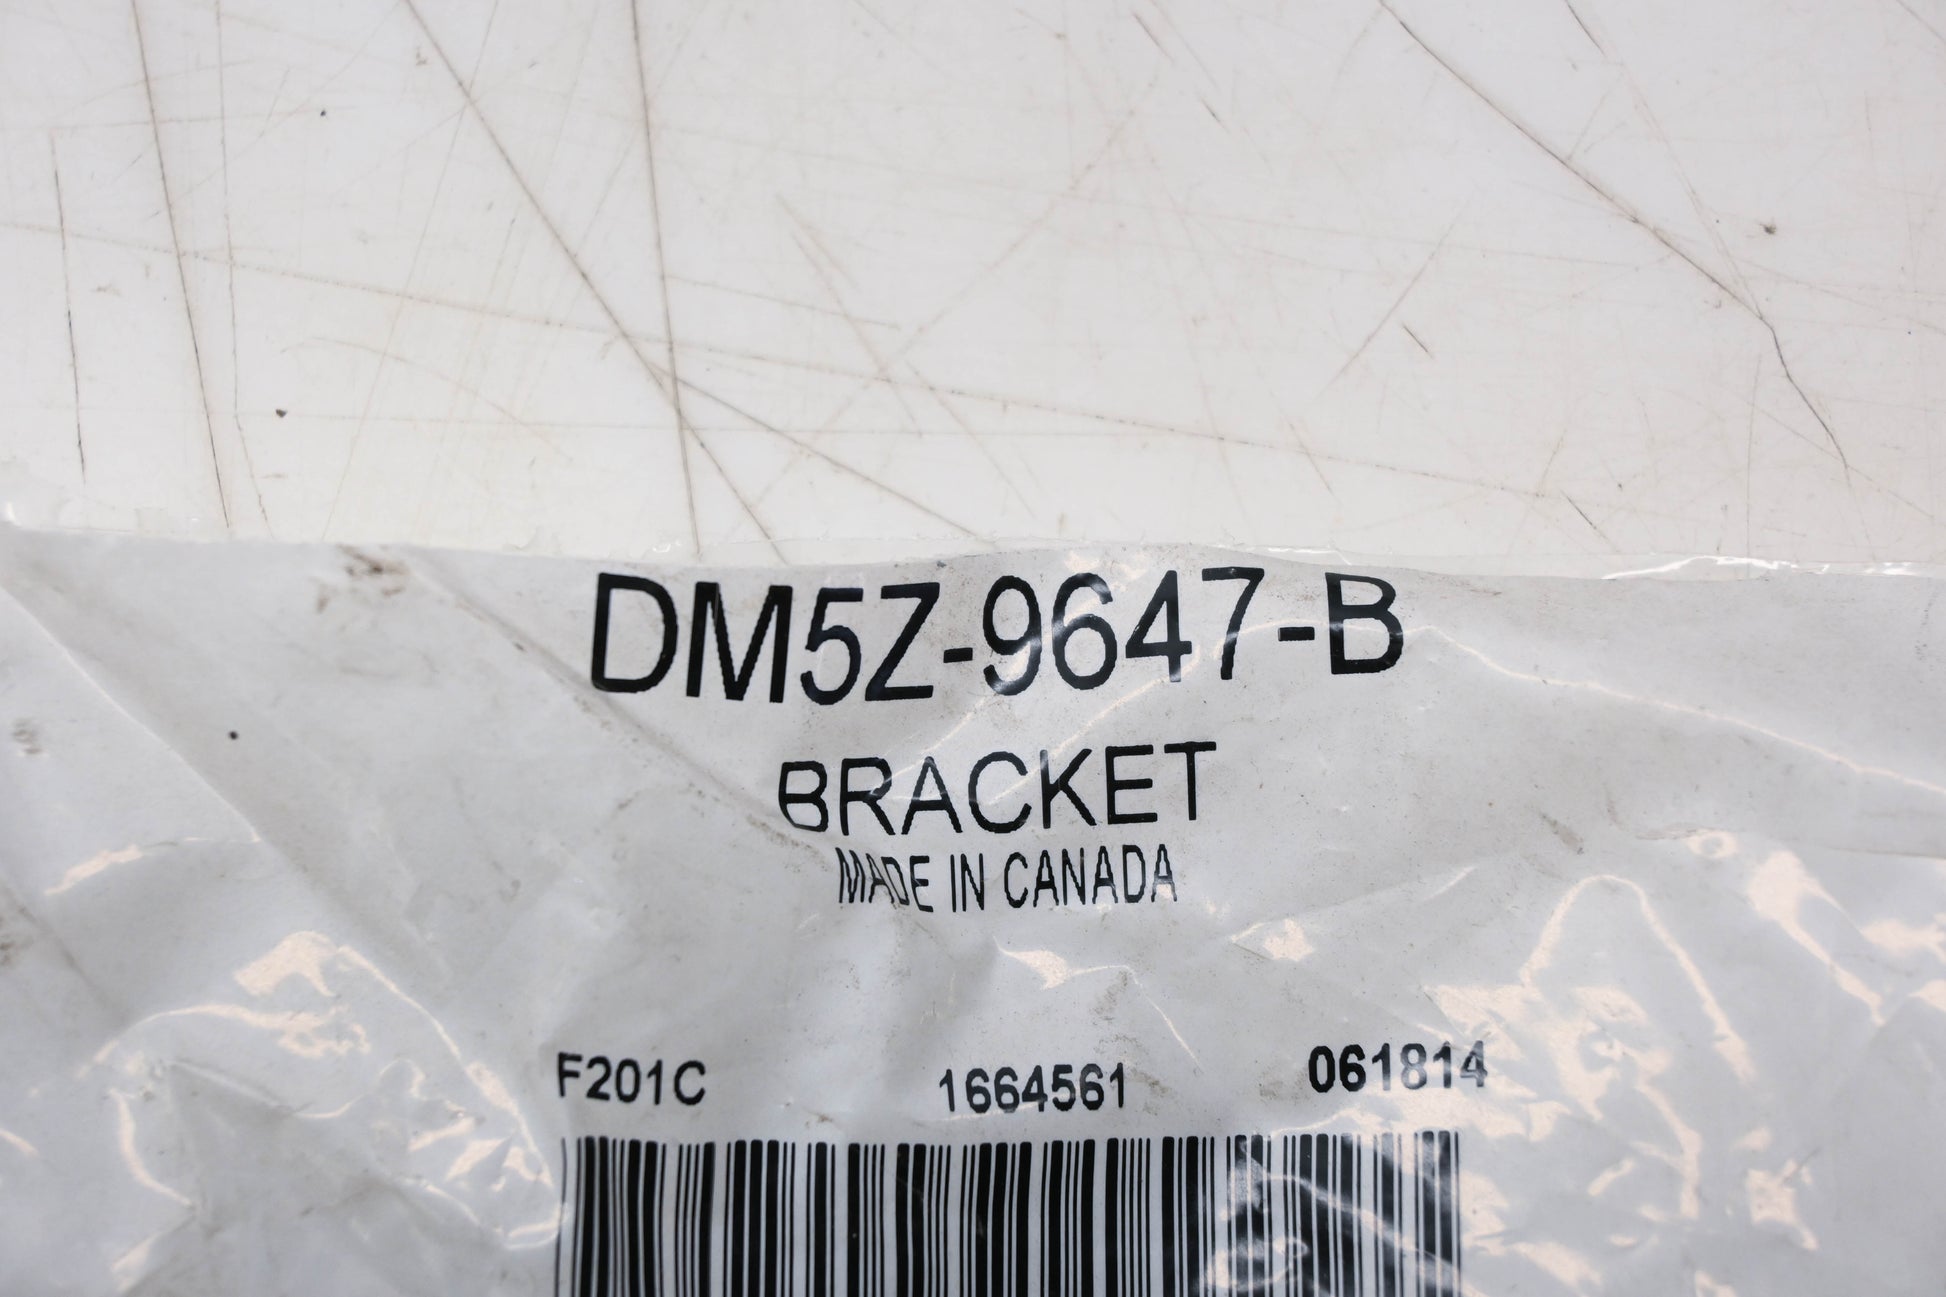 DM5Z-9647-B
BRACKET
MADE IN CANADA
F201C 1664561 061814